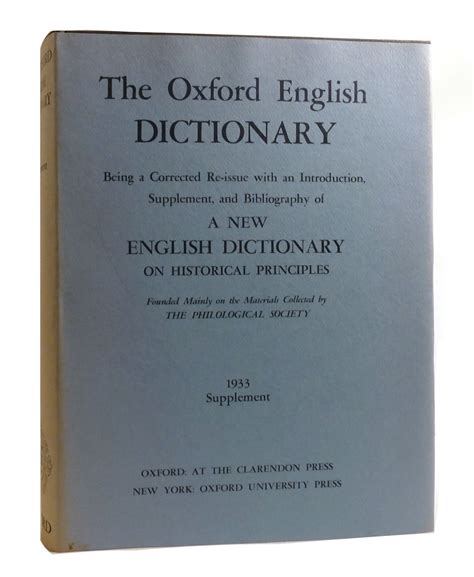 The Oxford English
DICTIONARY
Being a Corrected Re-issue with an Introduction,
Supplement, and Bibliography of
A NEW
ENGLISH DICTIONARY
ON HISTORICAL PRINCIPLES
Founded Mainly on the Materials Collected by
THE PHILOLOGICAL SOCIETY
1933
Supplement
OXFORD: AT THE CLARENDON PRESS
NEW YORK: OXFORD UNIVERSITY PRESS